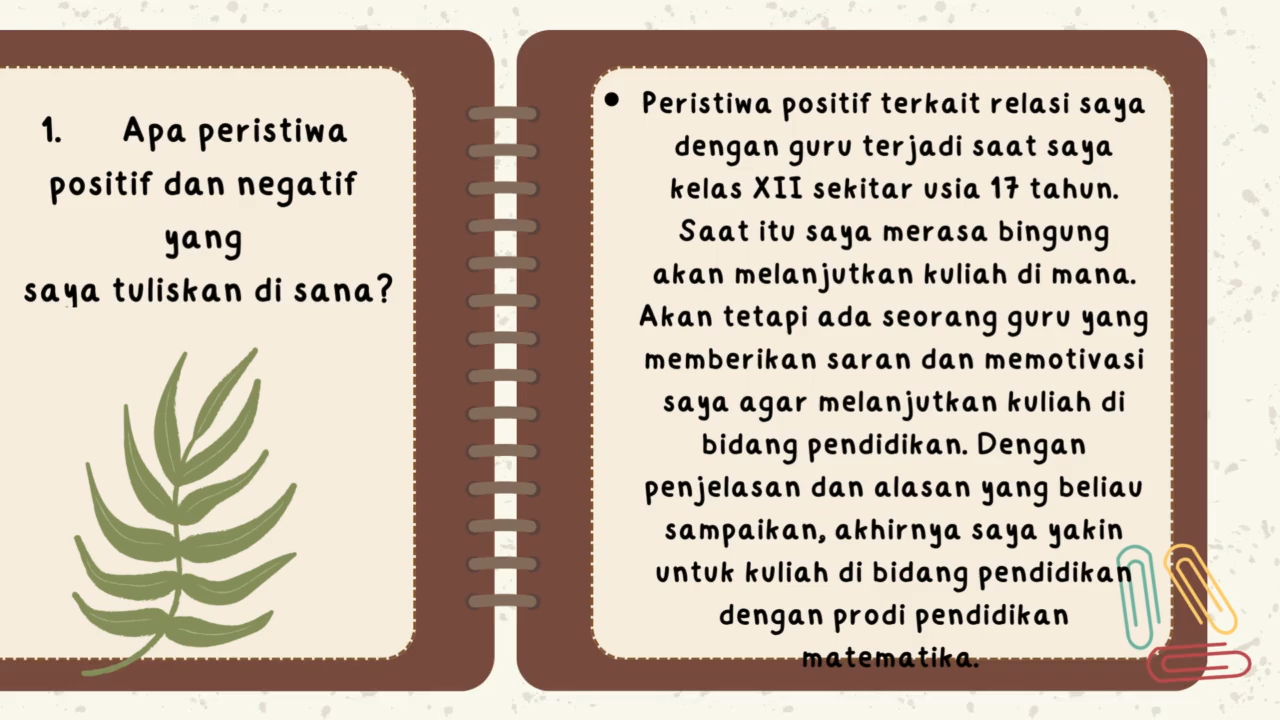 1. Apa peristiwa
positif dan negatif
yang
saya tuliskan di sana?
• Peristiwa positif terkait relasi saya
dengan guru terjadi saat saya
kelas XII sekitar usia 17 tahun.
Saat itu saya merasa bingung
akan melanjutkan kuliah di mana.
Akan tetapi ada seorang guru yang
memberikan saran dan memotivasi
saya agar melanjutkan kuliah di
bidang pendidikan. Dengan
penjelasan dan alasan yang beliau
sampaikan, akhirnya saya yakin
untuk kuliah di bidang pendidikan
dengan prodi pendidikan
matematika.